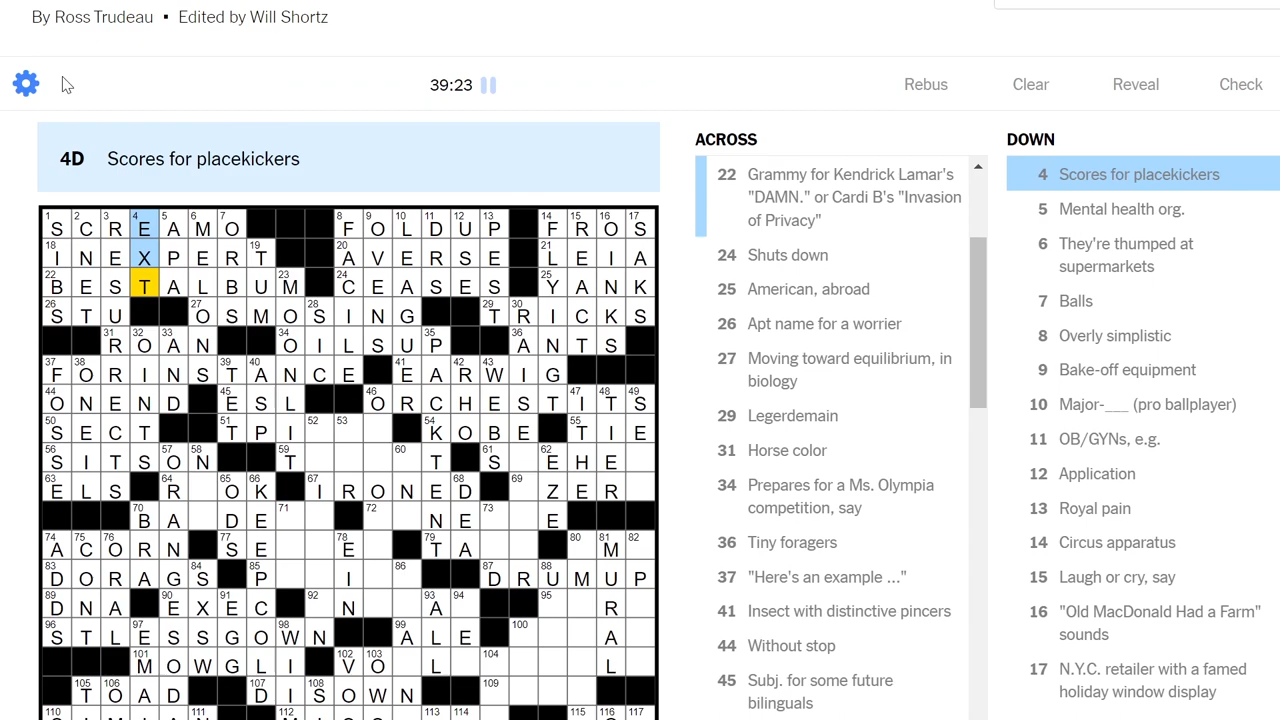 By Ross Trudeau ▪ Edited by Will Shortz
39:23
Rebus Clear Reveal Check
4D Scores for placekickers
ACROSS
22 Grammy for Kendrick Lamar's
"DAMN." or Cardi B's "Invasion
of Privacy"
24 Shuts down
25 American, abroad
26 Apt name for a worrier
27 Moving toward equilibrium, in
biology
29 Legerdemain
31 Horse color
34 Prepares for a Ms. Olympia
competition, say
36 Tiny foragers
37 "Here's an example ..."
41 Insect with distinctive pincers
44 Without stop
45 Subj. for some future
bilinguals
DOWN
4 Scores for placekickers
5 Mental health org.
6 They're thumped at
supermarkets
7 Balls
8 Overly simplistic
9 Bake-off equipment
10 Major-___ (pro ballplayer)
11 OB/GYNs, e.g.
12 Application
13 Royal pain
14 Circus apparatus
15 Laugh or cry, say
16 "Old MacDonald Had a Farm"
sounds
17 N.Y.C. retailer with a famed
holiday window display
SCREAMO FOLDUP FROS
INEXPERT AVERSE LEIA
BESTALBUM CEASES YANK
STU OSMOSING TRICKS
ROAN OILSUP ANTS
FORINSTANCE EARWIG
ONEND ESL ORCHESTITS
SECT TPI KOBE TIE
SITSON T T S EHE
ELS R OK IRONED ZER
BA DE NE E
ACORN SE E TA M
DORAGS P I DRUMUP
DNA EXEC N A R
STLESSGOWN ALE A
MOWGLI VO L L
TOAD DISOWN